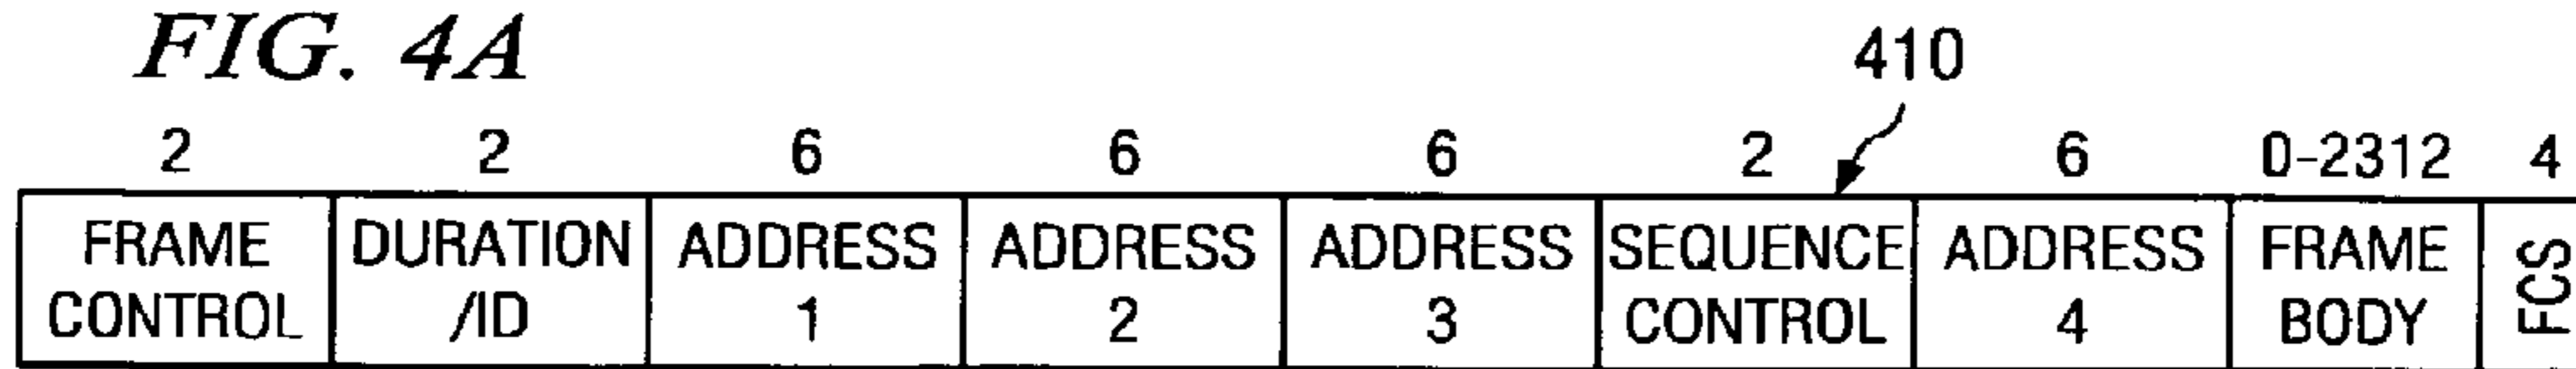 FIG. 4A
410
2 2 6 6 6 2 6 0-2312 4
FRAME DURATION ADDRESS ADDRESS ADDRESS SEQUENCE ADDRESS FRAME FCS
CONTROL /ID 1 2 3 CONTROL 4 BODY